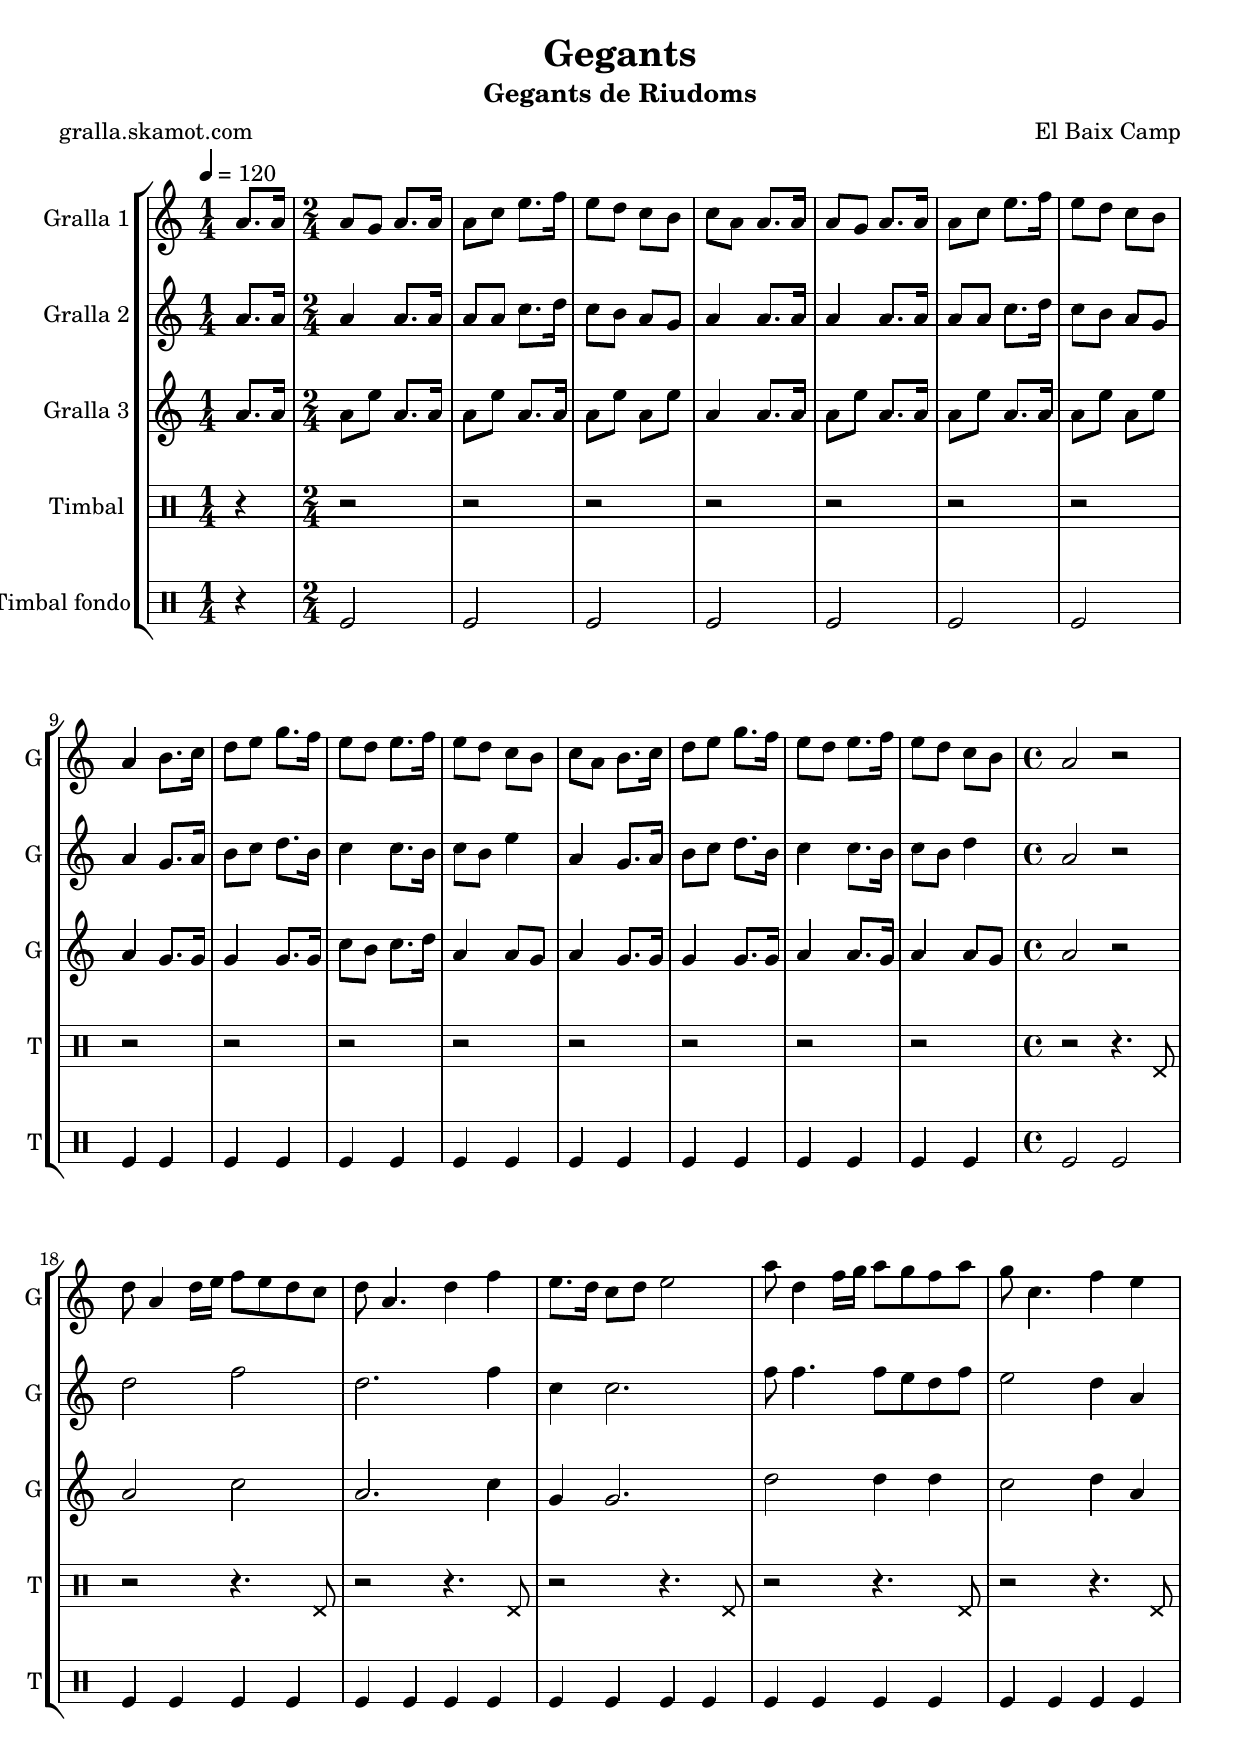 Gegants
Gegants de Riudoms
gralla.skamot.com
El Baix Camp
= 120
Gralla 1
Gralla 2
Gralla 3
Timbal
Timbal fondo
9
G
G
G
T
T
18
G
G
G
T
T